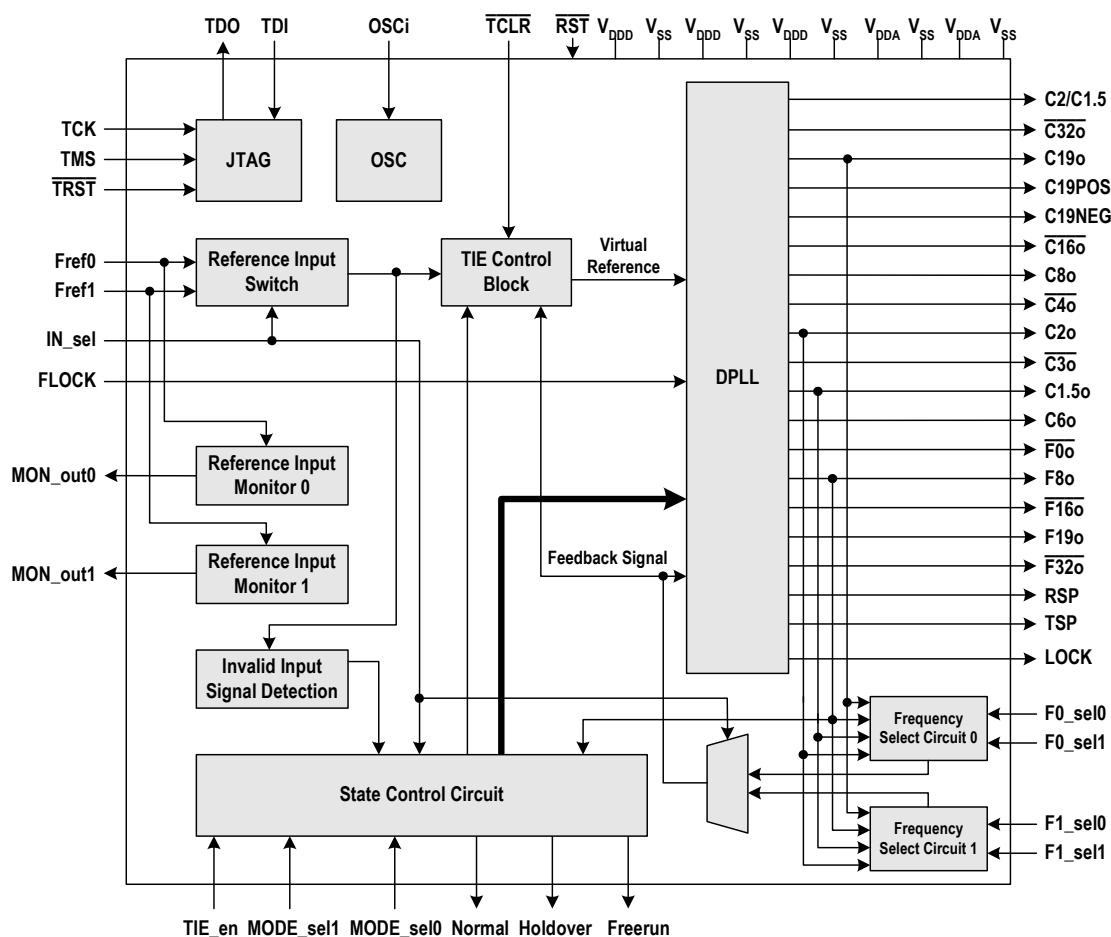 TDO TDI OSCi TCLR RST VDDD VSS VDDD VSS VDDD VSS VDDA VSS VDDA VSS
TCK
TMS
TRST
JTAG
OSC
Fref0
Fref1
IN_sel
FLOCK
Reference Input
Switch
TIE Control
Block
Virtual
Reference
DPLL
MON_out0
Reference Input
Monitor 0
MON_out1
Reference Input
Monitor 1
Feedback Signal
Invalid Input
Signal Detection
State Control Circuit
C2/C1.5
C32o
C19o
C19POS
C19NEG
C16o
C8o
C4o
C2o
C3o
C1.5o
C6o
F0o
F8o
F16o
F19o
F32o
RSP
TSP
LOCK
Frequency
Select Circuit 0
F0_sel0
F0_sel1
Frequency
Select Circuit 1
F1_sel0
F1_sel1
TIE_en MODE_sel1 MODE_sel0 Normal Holdover Freerun